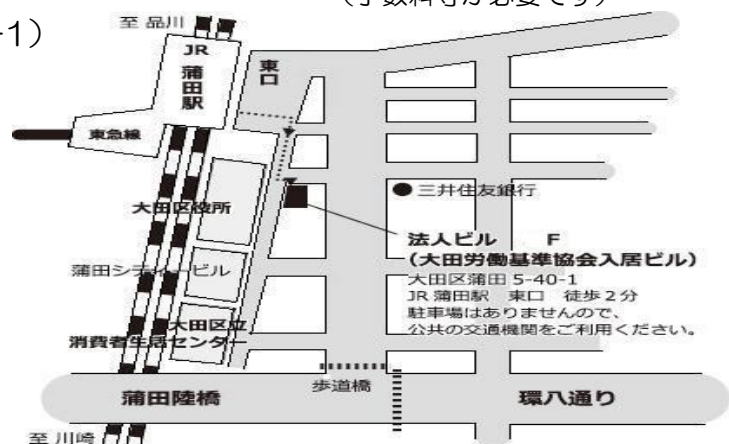 （手数料等が必要です）
-1）
至 品川
JR
蒲田駅
東口
東急線
大田区役所
三井住友銀行
法人ビル　F
（大田労働基準協会入居ビル）
大田区蒲田 5-40-1
JR 蒲田駅　東口　徒歩２分
駐車場はありませんので、
公共の交通機関をご利用ください。
蒲田シティービル
大田区立
消費者生活センター
歩道橋
蒲田陸橋
環八通り
至 川崎